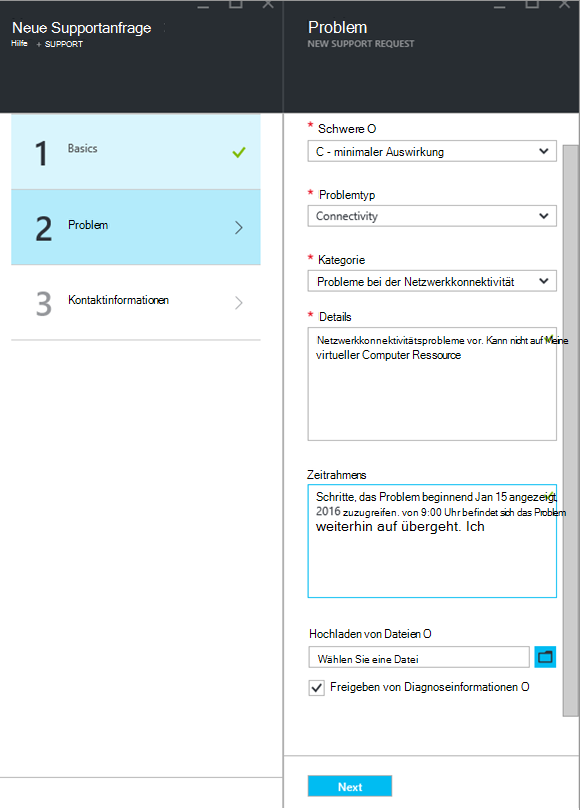 Neue Supportanfrage
Hilfe + SUPPORT
1 Basics
2 Problem
3 Kontaktinformationen
Problem
NEW SUPPORT REQUEST
* Schwere O
C - minimaler Auswirkung
* Problemtyp
Connectivity
* Kategorie
Probleme bei der Netzwerkkonnektivität
* Details
Netzwerkkonnektivitätsprobleme vor. Kann nicht auf Meine
virtueller Computer Ressource
Zeitrahmens
Schritte, das Problem beginnend Jan 15 angezeigt,
2016 zuzugreifen. von 9:00 Uhr befindet sich das Problem
weiterhin auf übergeht. Ich
Hochladen von Dateien O
Wählen Sie eine Datei
Freigeben von Diagnoseinformationen O
Next